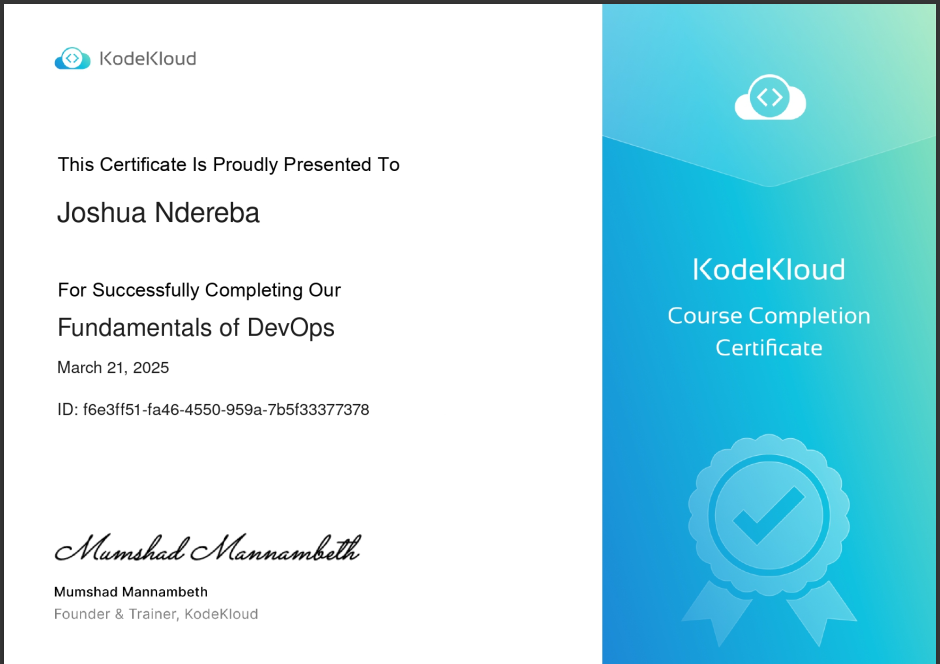 KodeKloud
This Certificate Is Proudly Presented To
Joshua Ndereba
For Successfully Completing Our
Fundamentals of DevOps
March 21, 2025
ID: f6e3ff51-fa46-4550-959a-7b5f33377378
Mumshad Mannambeth
Mumshad Mannambeth
Founder & Trainer, KodeKloud
KodeKloud
Course Completion
Certificate